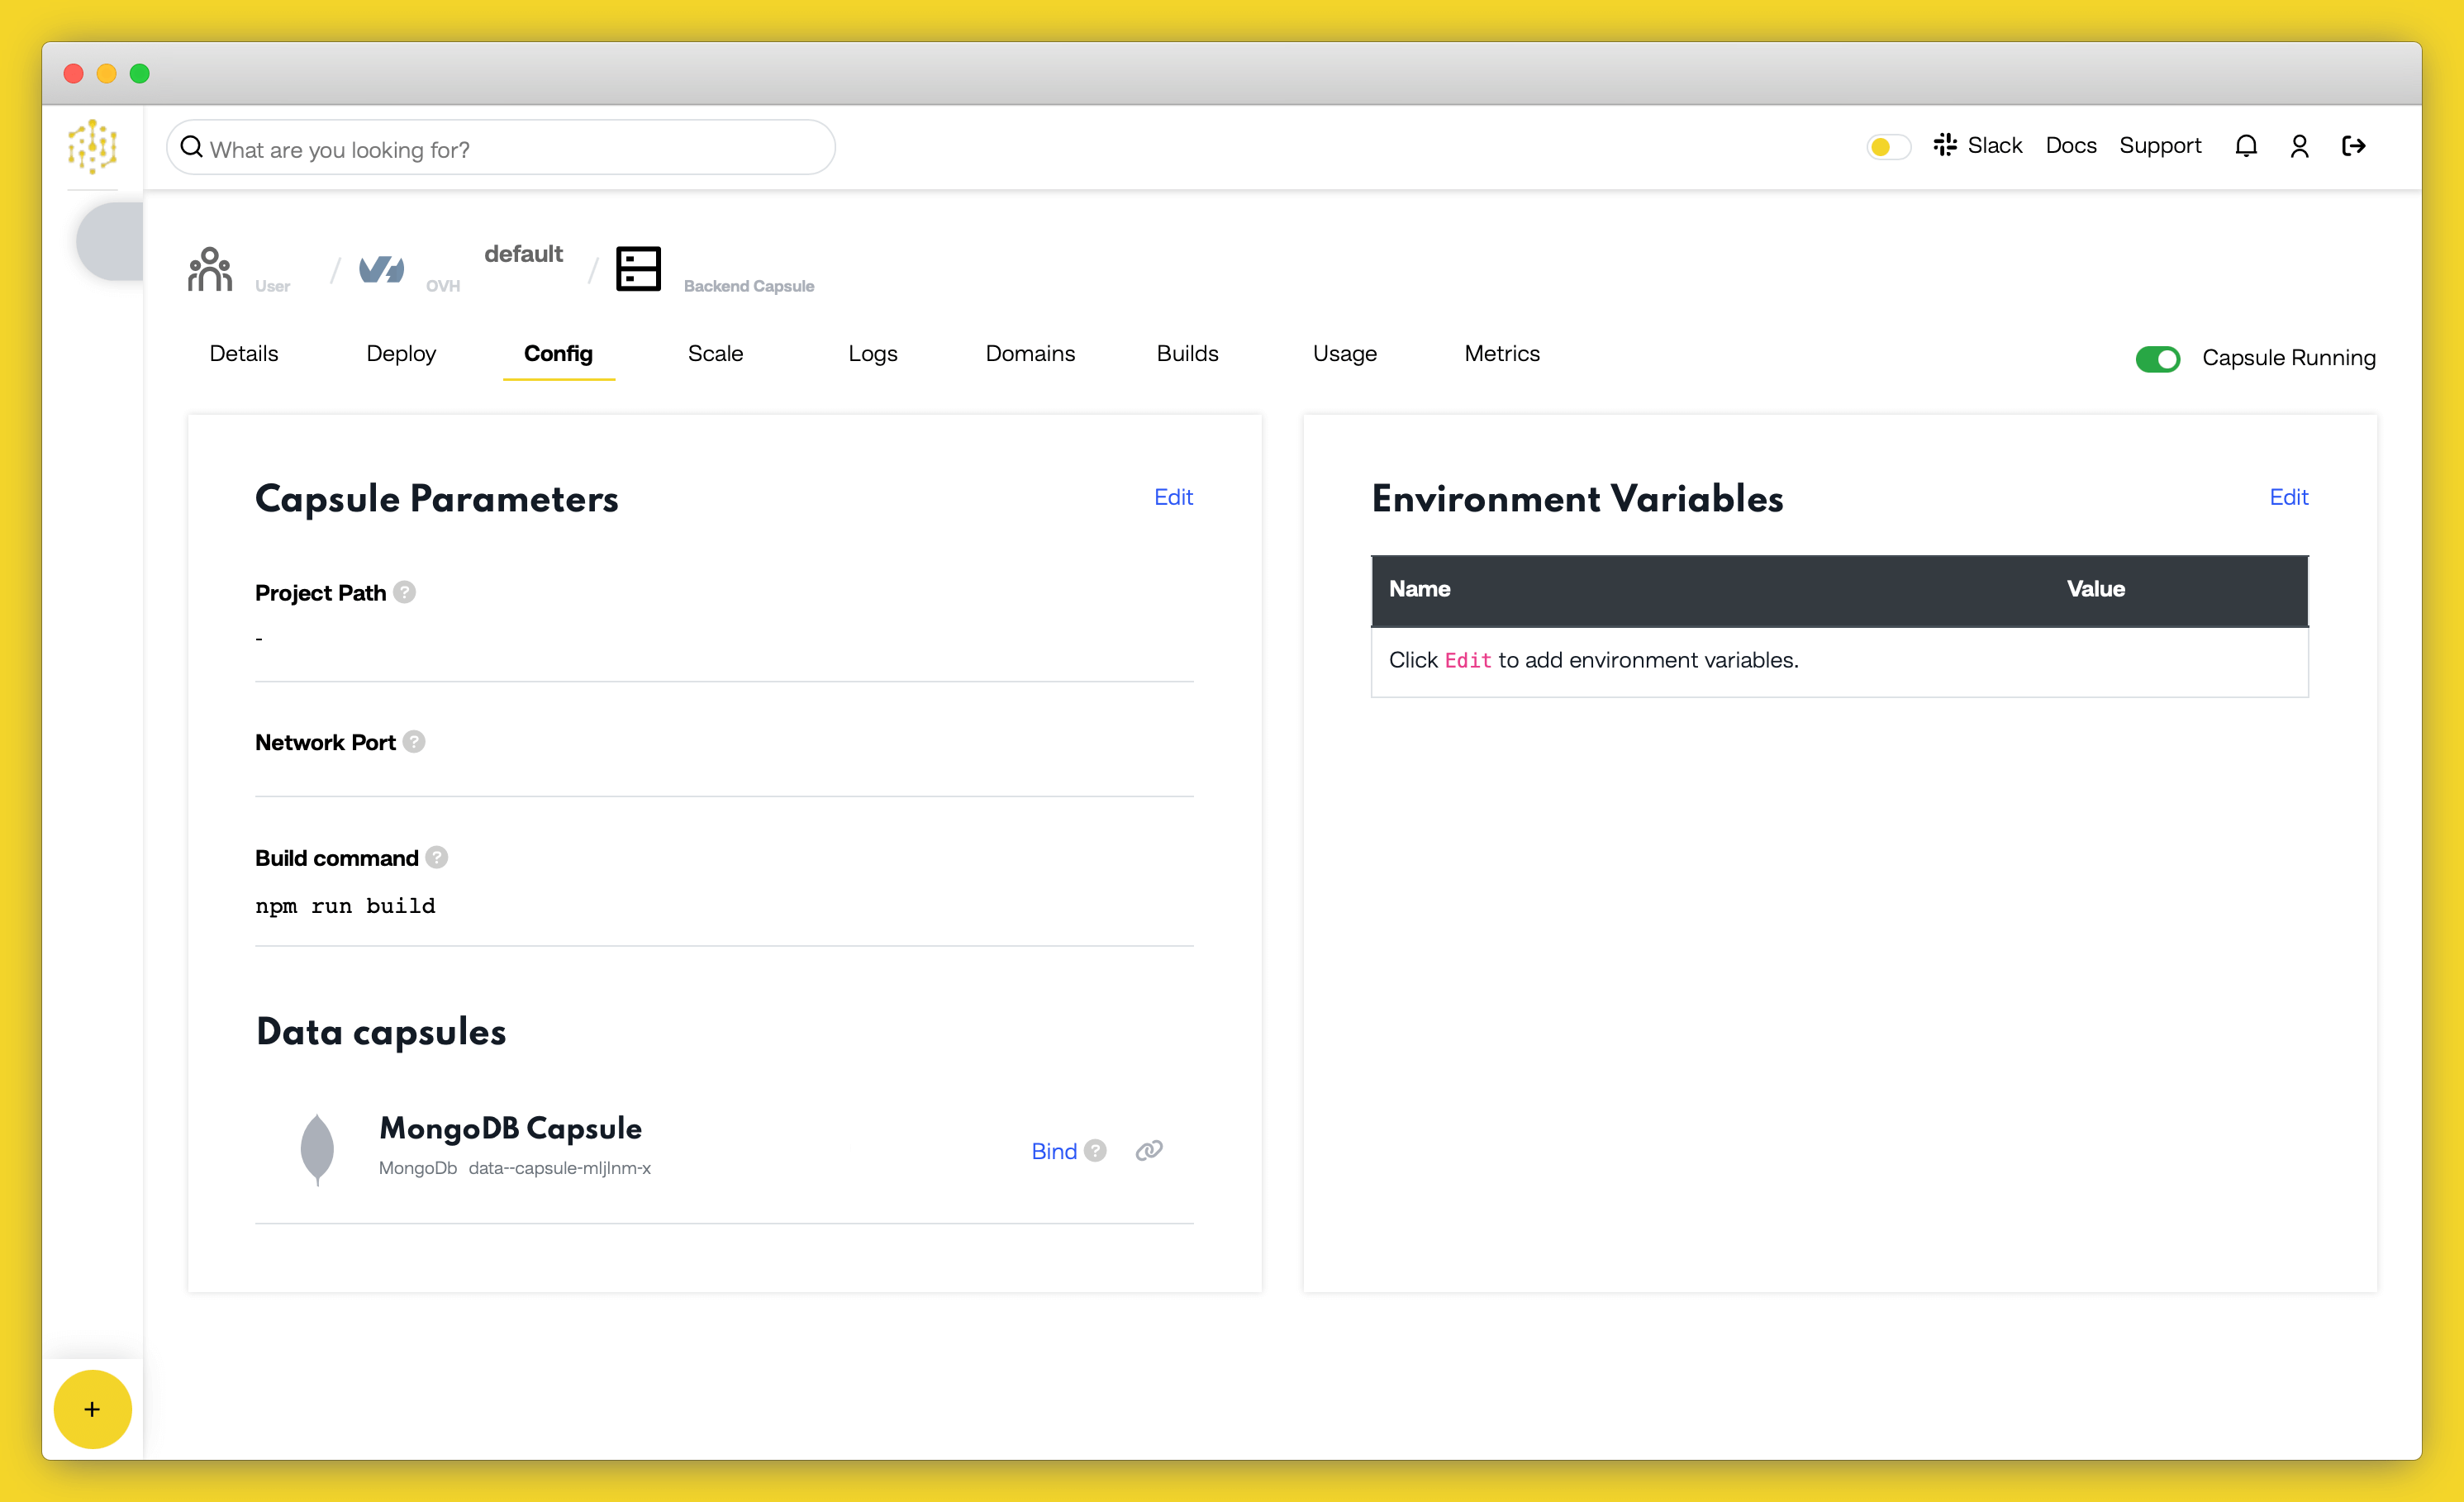 What are you looking for?
Slack Docs Support
User / OVH default / Backend Capsule
Details Deploy Config Scale Logs Domains Builds Usage Metrics Capsule Running
Capsule Parameters Edit
Project Path ?
-
Network Port ?
Build command ?
npm run build
Data capsules
MongoDB Capsule
MongoDb data--capsule-mljlnm-x
Bind ?
Environment Variables Edit
Name Value
Click Edit to add environment variables.
+